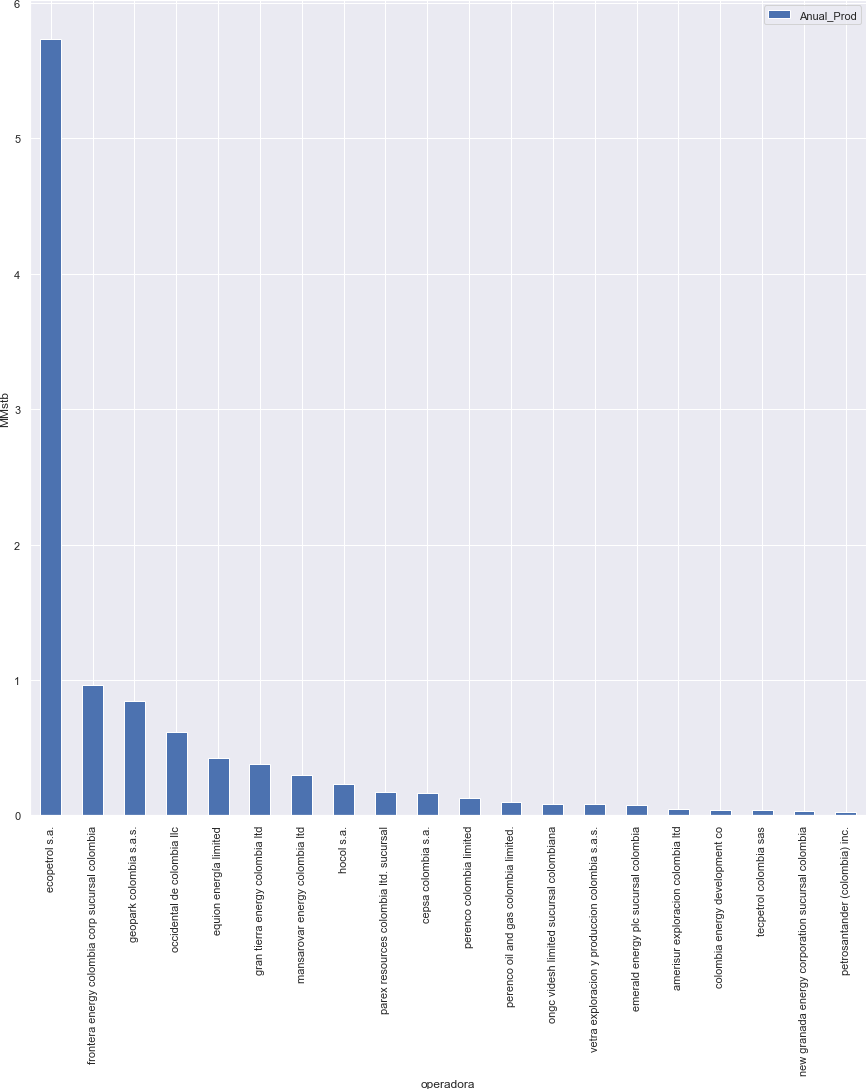 Anual_Prod
6
5
4
3
2
1
0
MMstb
ecopetrol s.a.
frontera energy colombia corp sucursal colombia
geopark colombia s.a.s.
occidental de colombia llc
equion energía limited
gran tierra energy colombia ltd
mansarovar energy colombia ltd
hocol s.a.
parex resources colombia ltd. sucursal
cepsa colombia s.a.
perenco colombia limited
perenco oil and gas colombia limited.
ongc videsh limited sucursal colombiana
vetra exploracion y produccion colombia s.a.s.
emerald energy plc sucursal colombia
amerisur exploracion colombia ltd
colombia energy development co
tecpetrol colombia sas
new granada energy corporation sucursal colombia
petrosantander (colombia) inc.
operadora